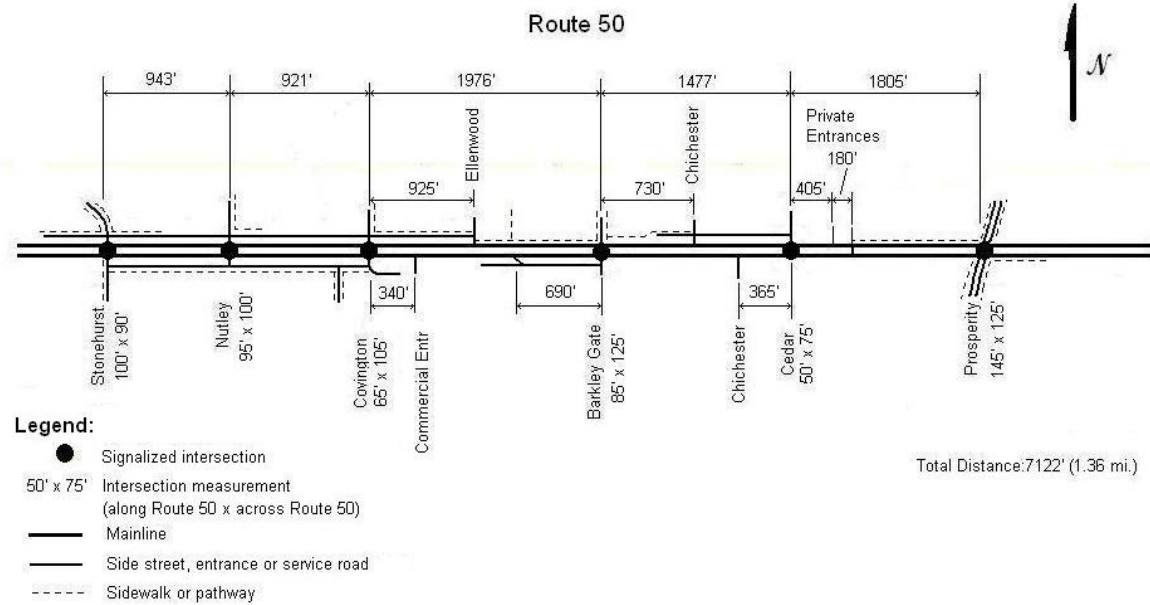 Route 50
N
943'
921'
1976'
1477'
1805'
Private
Entrances
180'
Ellenwood
Chichester
925'
730'
405'
340'
690'
365'
Stonehurst
100' x 90'
Nutley
95' x 100'
Covington
65' x 105'
Commercial Entr
Barkley Gate
85' x 125'
Chichester
Cedar
50' x 75'
Prosperity
145' x 125'
Legend:
Signalized intersection
50' x 75' Intersection measurement
(along Route 50 x across Route 50)
Mainline
Side street, entrance or service road
Sidewalk or pathway
Total Distance:7122' (1.36 mi.)